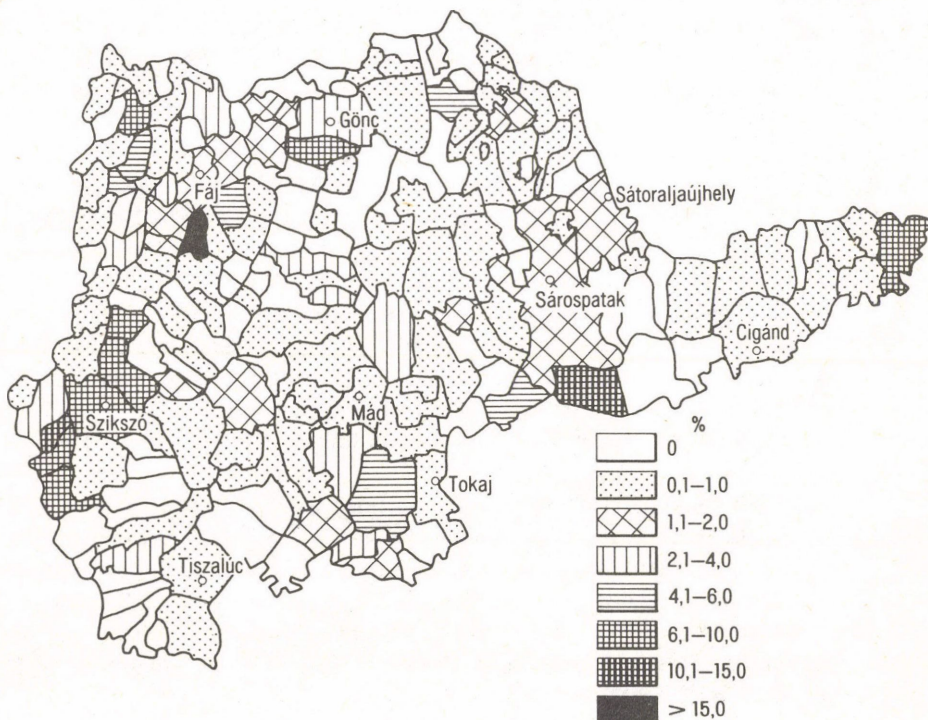 Gönc
Fáj
Sátoraljaújhely
Sárospatak
Cigánd
Szikszó
Mád
Tokaj
Tiszalúc
%
0
0,1–1,0
1,1–2,0
2,1–4,0
4,1–6,0
6,1–10,0
10,1–15,0
> 15,0